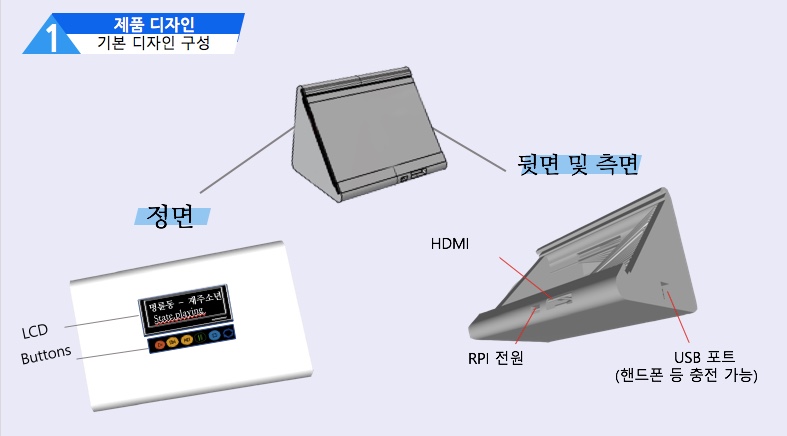 1
제품 디자인
기본 디자인 구성
뒷면 및 측면
정면
HDMI
명륜동 ~ 재주소년
State.playing
LCD
Buttons
RPI 전원
USB 포트
(핸드폰 등 충전 가능)